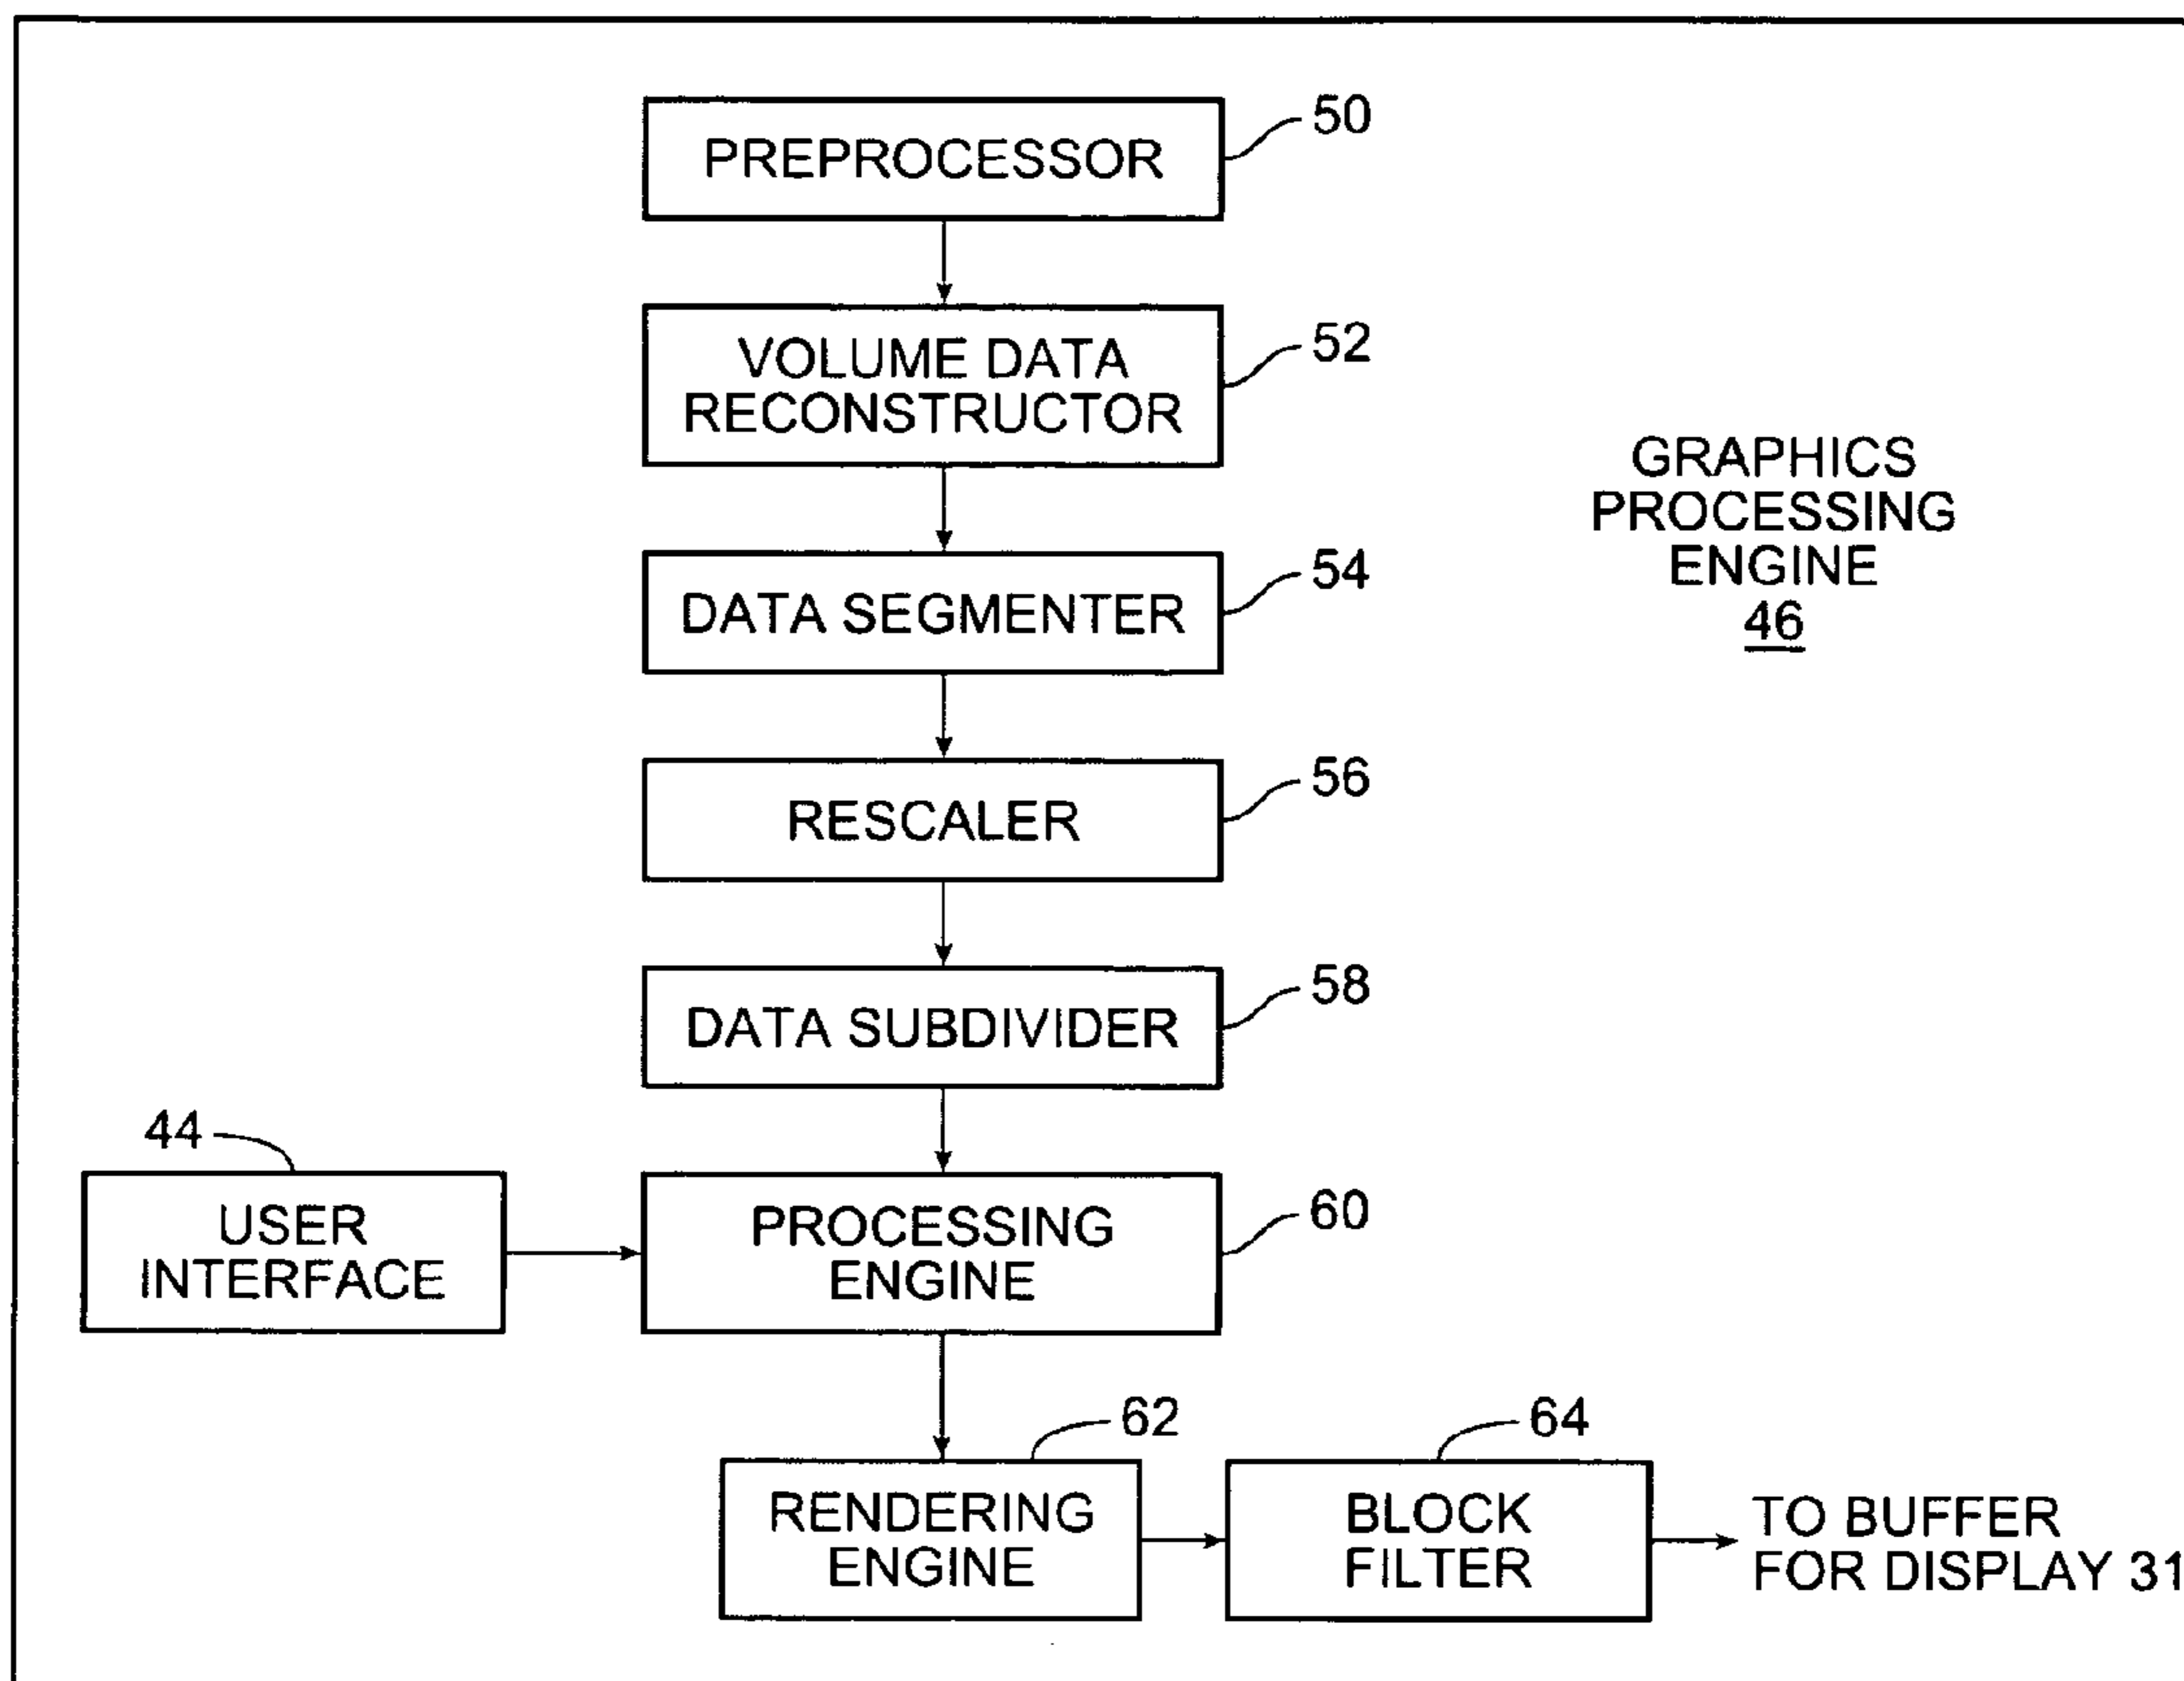 PREPROCESSOR
50
VOLUME DATA
RECONSTRUCTOR
52
GRAPHICS
PROCESSING
ENGINE
46
DATA SEGMENTER
54
RESCALER
56
DATA SUBDIVIDER
58
44
USER
INTERFACE
PROCESSING
ENGINE
60
62
RENDERING
ENGINE
64
BLOCK
FILTER
TO BUFFER
FOR DISPLAY 31